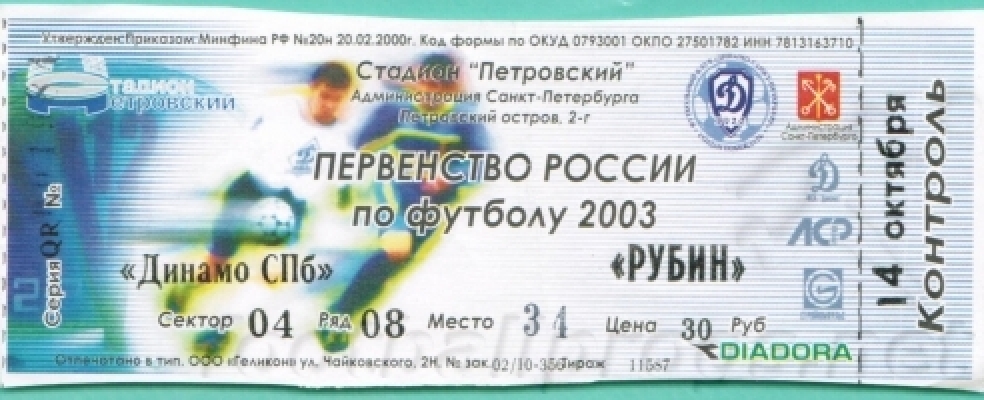 Утвержден Приказом Минфина РФ №20н 20.02.2000г. Код формы по ОКУД 0793001 ОКПО 27501782 ИНН 7813163710
Стадион Петровский
Стадион "Петровский"
Администрация Санкт-Петербурга
Петровский остров, 2-г
Администрация
Санкт-Петербурга
ПЕРВЕНСТВО РОССИИ
по футболу 2003
Серия QR №
«Динамо СПб»
«РУБИН»
Сектор 04 Ряд 08 Место 31 Цена 30 Руб
DIADORA
Отпечатано в тип. ООО «Геликон» ул. Чайковского, 2Н, № зак. 02/10-356 Тираж 11587
14 октября
Контроль